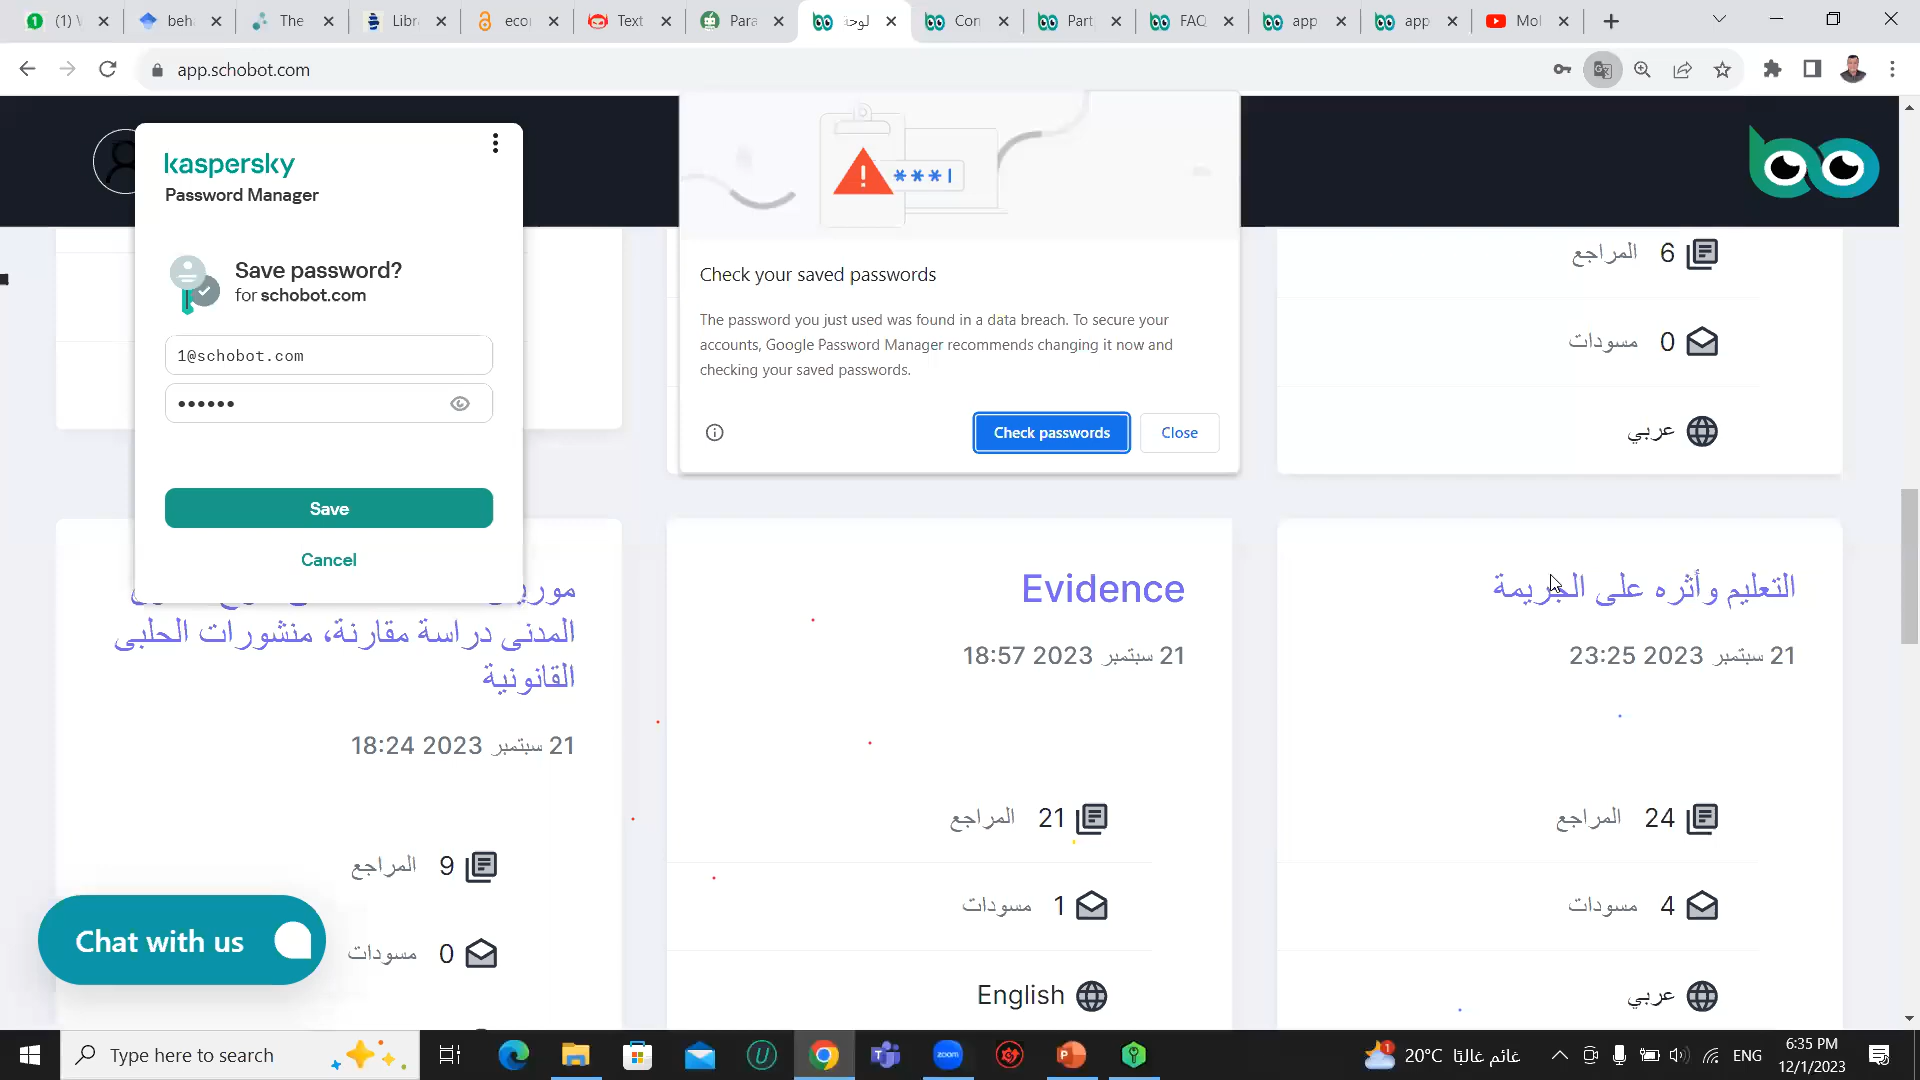 (1) \
beh
The
Libr
ecor
Text
Para
لوحة
Con
Part
FAQ
app
app
Mol
app.schobot.com
kaspersky
Password Manager
Save password?
for schobot.com
1@schobot.com
••••••
Save
Cancel
***|
Check your saved passwords
The password you just used was found in a data breach. To secure your
accounts, Google Password Manager recommends changing it now and
checking your saved passwords.
Check passwords
Close
6 المراجع
0 مسودات
عربي
التعليم وأثره على الجريمة
21 سبتمبر 2023 23:25
24 المراجع
4 مسودات
عربي
Evidence
21 سبتمبر 2023 18:57
21 المراجع
1 مسودات
English
المدنى دراسة مقارنة، منشورات الحلبى
القانونية
21 سبتمبر 2023 18:24
9 المراجع
0 مسودات
Chat with us
Type here to search
zoom
20°C غائم غالبًا
ENG
6:35 PM
12/1/2023